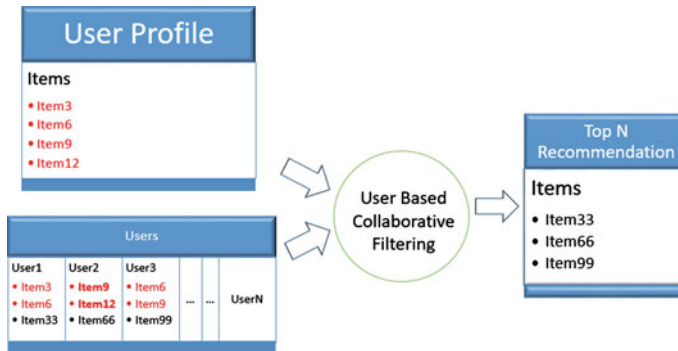 User Profile
Items
• Item3
• Item6
• Item9
• Item12
Users
User1 User2 User3 ... ... UserN
• Item3 • Item9 • Item6
• Item6 • Item12 • Item9
• Item33 • Item66 • Item99
User Based
Collaborative
Filtering
Top N
Recommendation
Items
• Item33
• Item66
• Item99